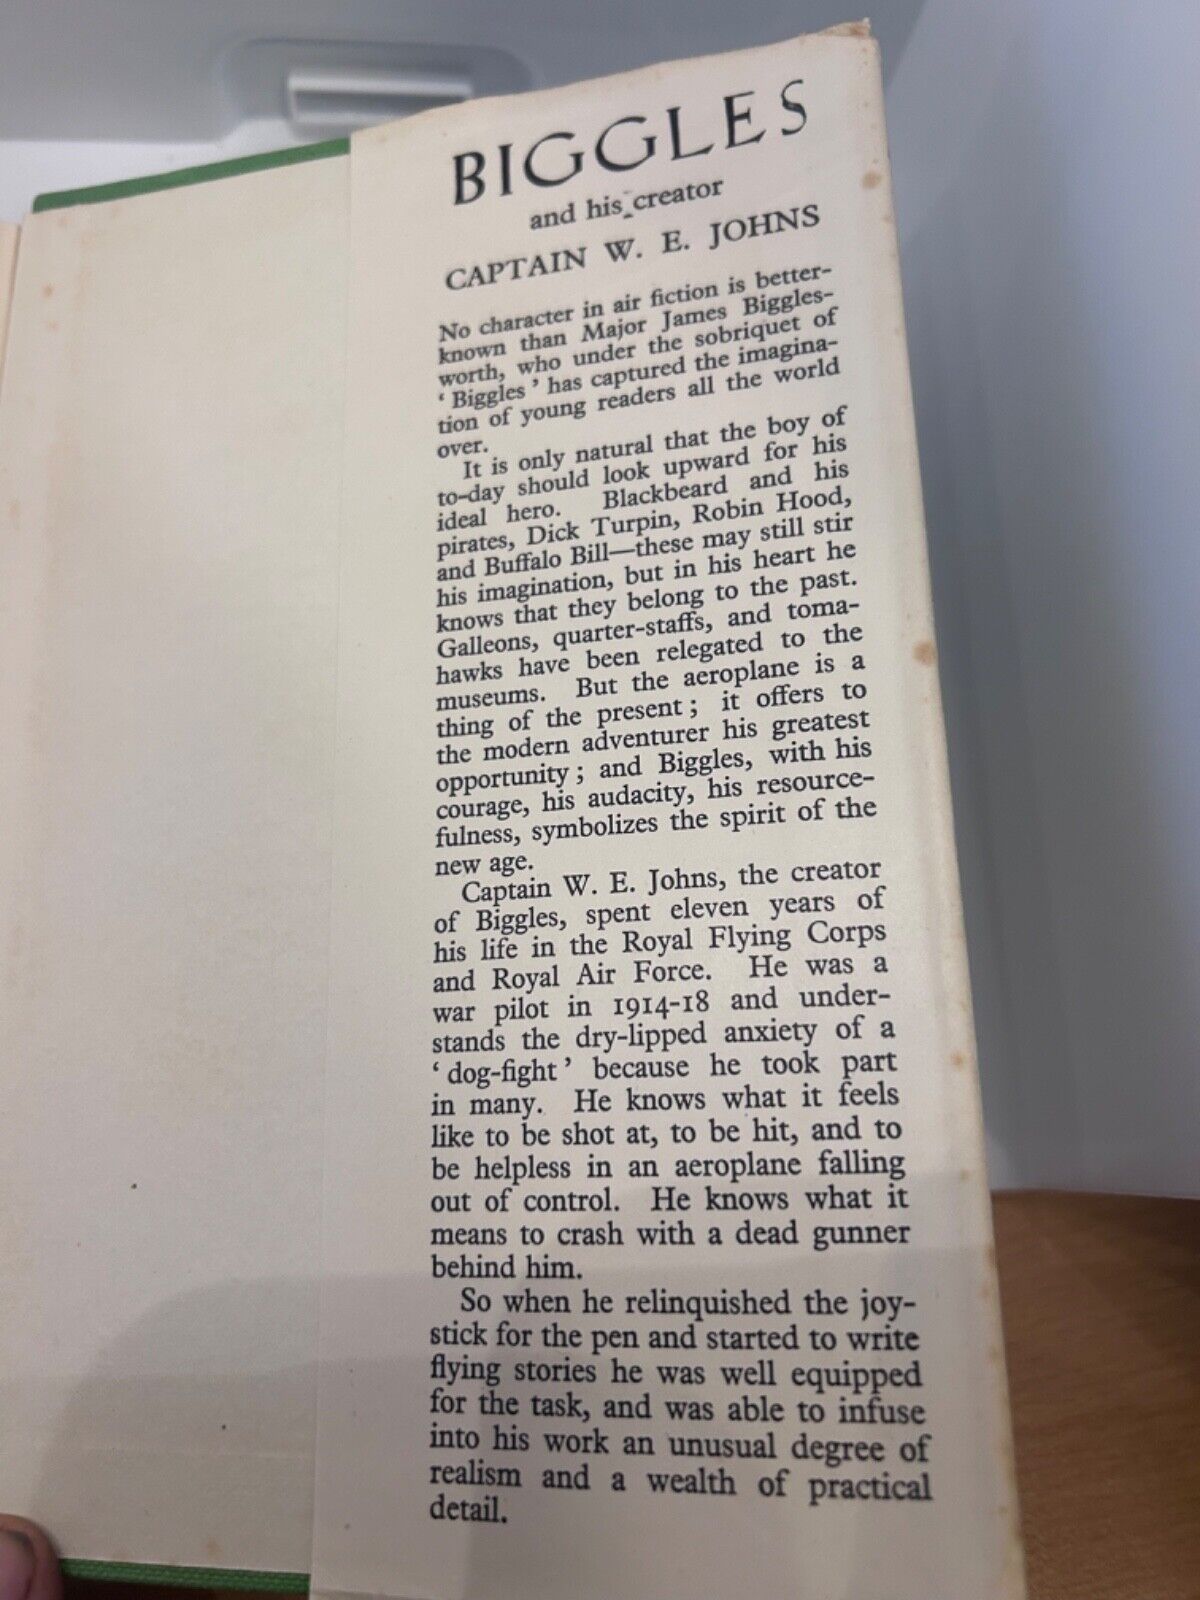 BIGGLES
and his creator
CAPTAIN W. E. JOHNS
No character in air fiction is better-
known than Major James Biggles-
worth, who under the sobriquet of
‘ Biggles ’ has captured the imagina-
tion of young readers all the world
over.
It is only natural that the boy of
to-day should look upward for his
ideal hero. Blackbeard and his
pirates, Dick Turpin, Robin Hood,
and Buffalo Bill—these may still stir
his imagination, but in his heart he
knows that they belong to the past.
Galleons, quarter-staffs, and toma-
hawks have been relegated to the
museums. But the aeroplane is a
thing of the present ; it offers to
the modern adventurer his greatest
opportunity ; and Biggles, with his
courage, his audacity, his resource-
fulness, symbolizes the spirit of the
new age.
Captain W. E. Johns, the creator
of Biggles, spent eleven years of
his life in the Royal Flying Corps
and Royal Air Force. He was a
war pilot in 1914-18 and under-
stands the dry-lipped anxiety of a
‘ dog-fight ’ because he took part
in many. He knows what it feels
like to be shot at, to be hit, and to
be helpless in an aeroplane falling
out of control. He knows what it
means to crash with a dead gunner
behind him.
So when he relinquished the joy-
stick for the pen and started to write
flying stories he was well equipped
for the task, and was able to infuse
into his work an unusual degree of
realism and a wealth of practical
detail.